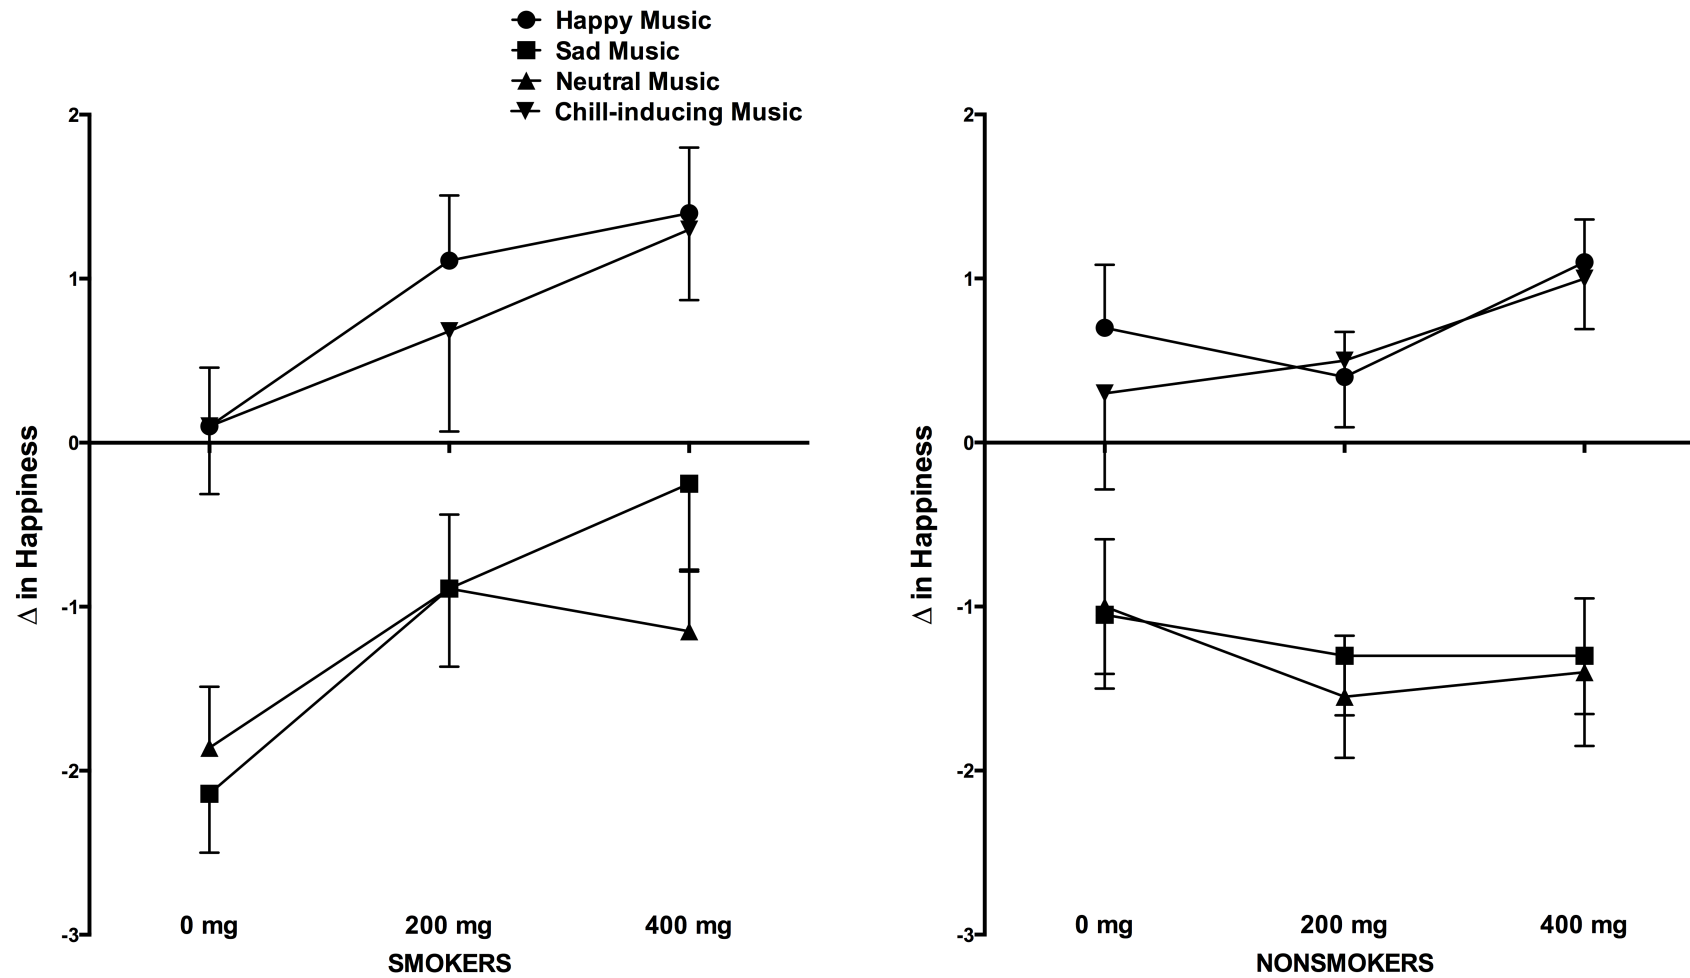 Happy Music
Sad Music
Neutral Music
Chill-inducing Music
2
1
0
-1
-2
-3
Δ in Happiness
0 mg 200 mg 400 mg
SMOKERS
2
1
0
-1
-2
-3
Δ in Happiness
0 mg 200 mg 400 mg
NONSMOKERS